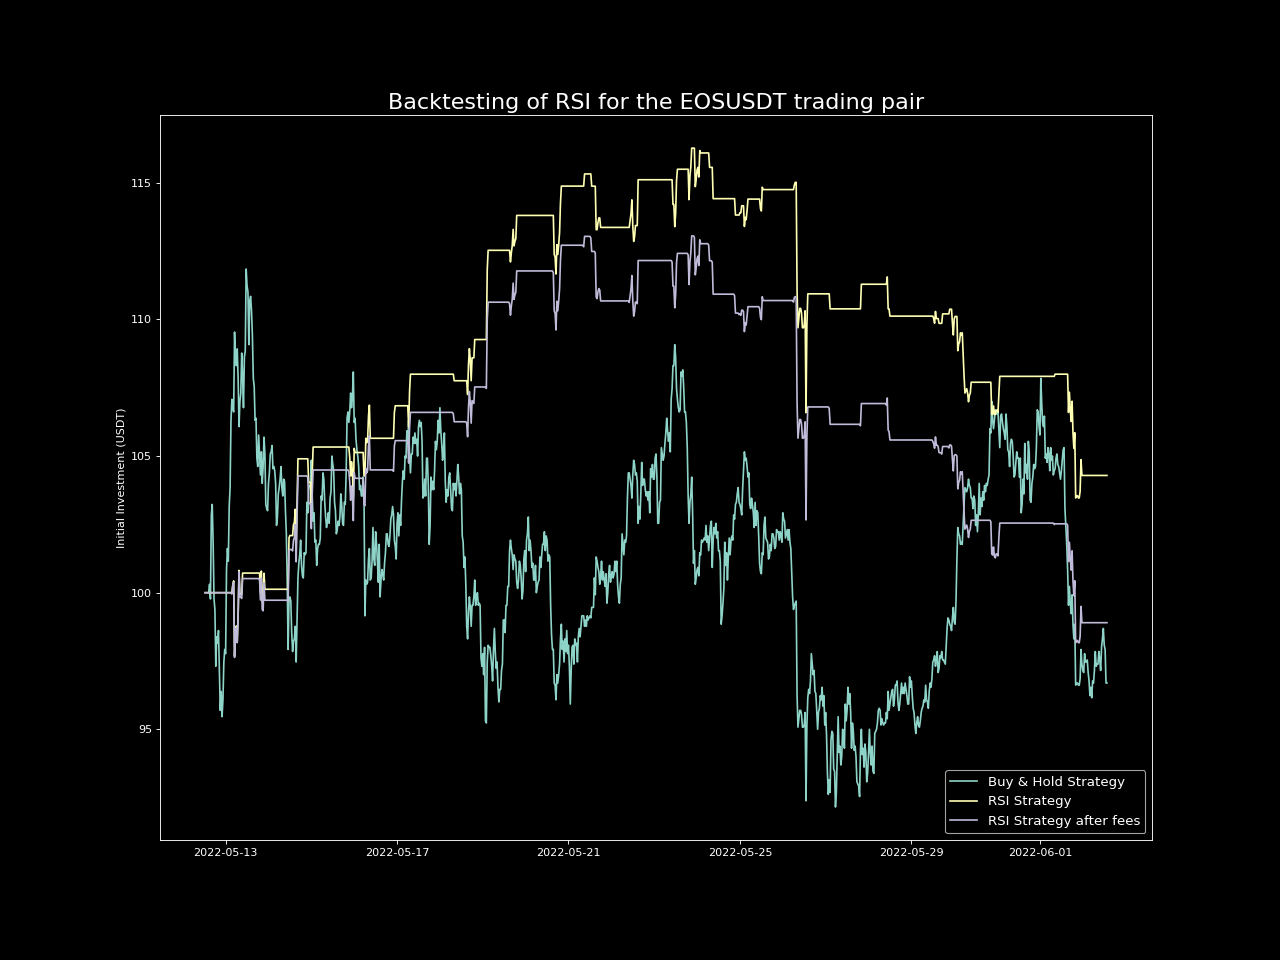 Backtesting of RSI for the EOSUSDT trading pair
Initial Investment (USDT)
115
110
105
100
95
2022-05-13
2022-05-17
2022-05-21
2022-05-25
2022-05-29
2022-06-01
Buy & Hold Strategy
RSI Strategy
RSI Strategy after fees